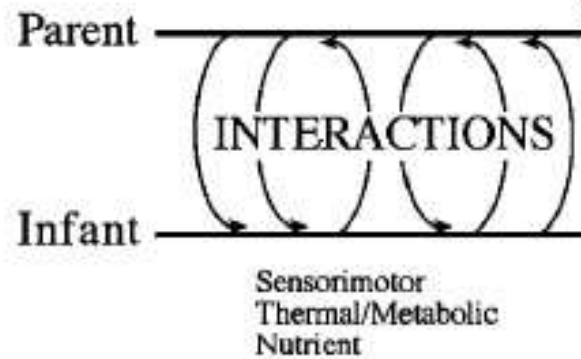 Parent
INTERACTIONS
Infant
Sensorimotor
Thermal/Metabolic
Nutrient